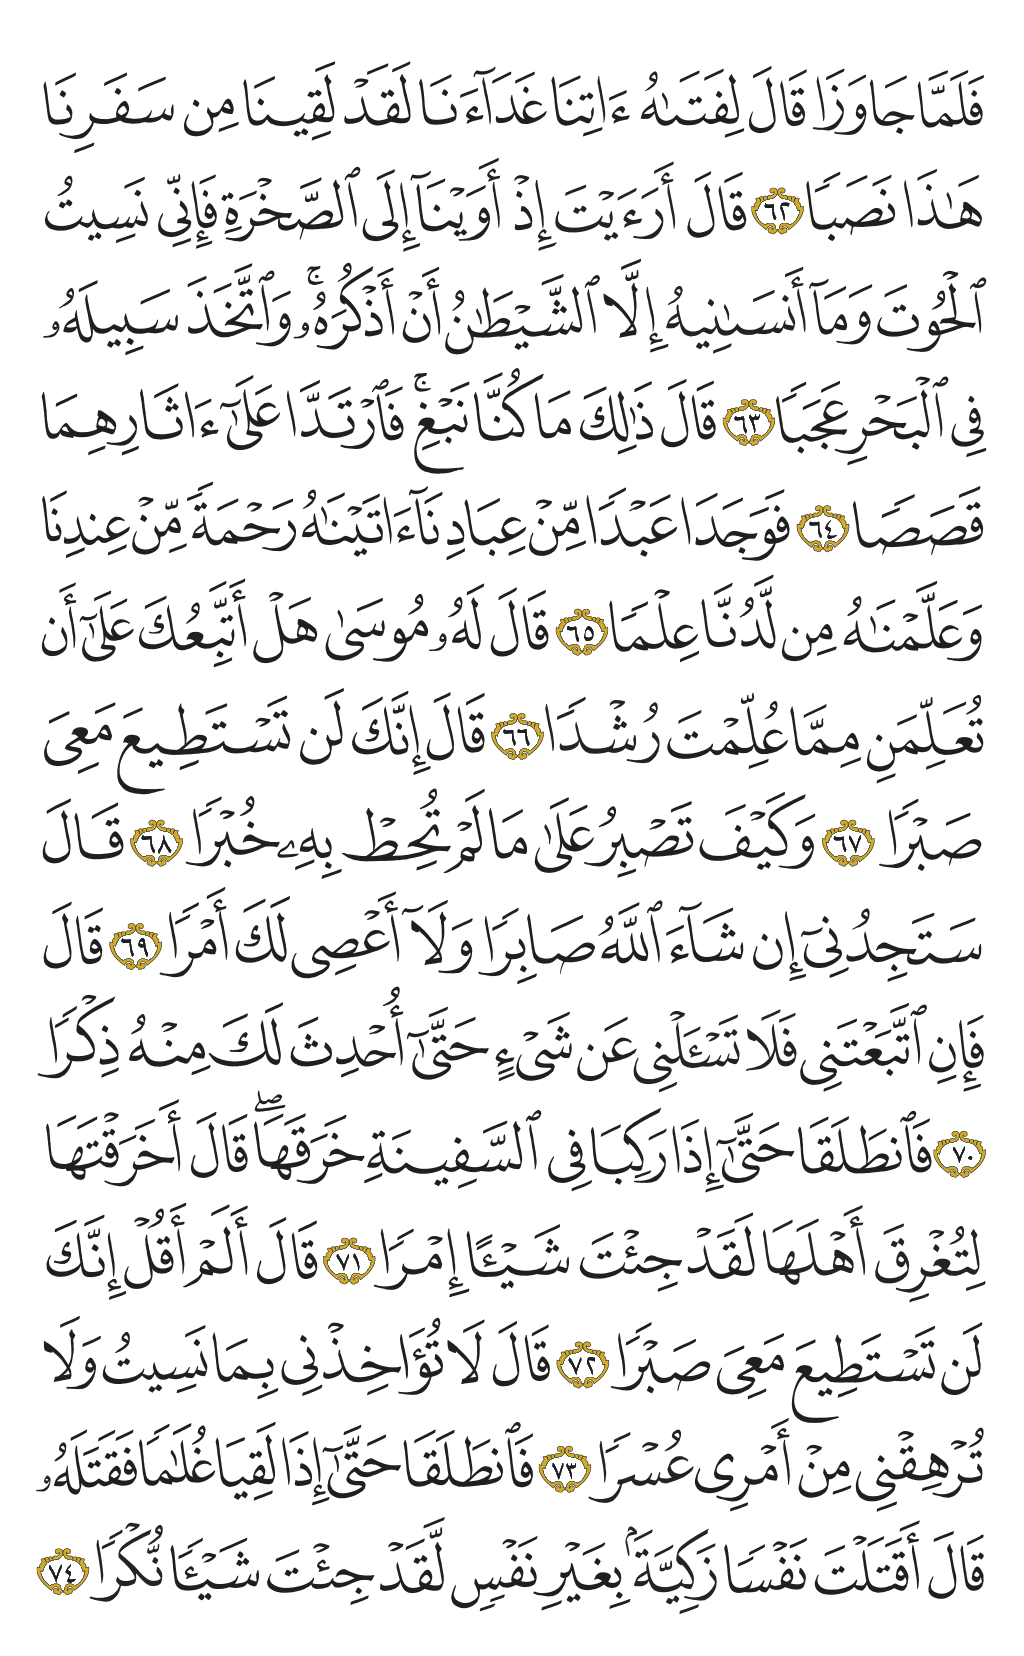 فَلَمَّا جَاوَزَا قَالَ لِفَتَىٰهُ ءَاتِنَا غَدَآءَنَا لَقَدْ لَقِينَا مِن سَفَرِنَا
هَٰذَا نَصَبًا ٦٢ قَالَ أَرَءَيْتَ إِذْ أَوَيْنَآ إِلَى ٱلصَّخْرَةِ فَإِنِّى نَسِيتُ
ٱلْحُوتَ وَمَآ أَنسَىٰنِيهُ إِلَّا ٱلشَّيْطَٰنُ أَنْ أَذْكُرَهُۥ ۚ وَٱتَّخَذَ سَبِيلَهُۥ
فِى ٱلْبَحْرِ عَجَبًا ٦٣ قَالَ ذَٰلِكَ مَا كُنَّا نَبْغِ ۚ فَٱرْتَدَّا عَلَىٰٓ ءَاثَارِهِمَا
قَصَصًا ٦٤ فَوَجَدَا عَبْدًا مِّنْ عِبَادِنَآ ءَاتَيْنَٰهُ رَحْمَةً مِّنْ عِندِنَا
وَعَلَّمْنَٰهُ مِن لَّدُنَّا عِلْمًا ٦٥ قَالَ لَهُۥ مُوسَىٰ هَلْ أَتَّبِعُكَ عَلَىٰٓ أَن
تُعَلِّمَنِ مِمَّا عُلِّمْتَ رُشْدًا ٦٦ قَالَ إِنَّكَ لَن تَسْتَطِيعَ مَعِىَ
صَبْرًا ٦٧ وَكَيْفَ تَصْبِرُ عَلَىٰ مَا لَمْ تُحِطْ بِهِۦ خُبْرًا ٦٨ قَالَ
سَتَجِدُنِىٓ إِن شَآءَ ٱللَّهُ صَابِرًا وَلَآ أَعْصِى لَكَ أَمْرًا ٦٩ قَالَ
فَإِنِ ٱتَّبَعْتَنِى فَلَا تَسْـَٔلْنِى عَن شَىْءٍ حَتَّىٰٓ أُحْدِثَ لَكَ مِنْهُ ذِكْرًا
٧٠ فَٱنطَلَقَا حَتَّىٰٓ إِذَا رَكِبَا فِى ٱلسَّفِينَةِ خَرَقَهَا ۖ قَالَ أَخَرَقْتَهَا
لِتُغْرِقَ أَهْلَهَا لَقَدْ جِئْتَ شَيْـًٔا إِمْرًا ٧١ قَالَ أَلَمْ أَقُلْ إِنَّكَ
لَن تَسْتَطِيعَ مَعِىَ صَبْرًا ٧٢ قَالَ لَا تُؤَاخِذْنِى بِمَا نَسِيتُ وَلَا
تُرْهِقْنِى مِنْ أَمْرِى عُسْرًا ٧٣ فَٱنطَلَقَا حَتَّىٰٓ إِذَا لَقِيَا غُلَٰمًا فَقَتَلَهُۥ
قَالَ أَقَتَلْتَ نَفْسًا زَكِيَّةًۢ بِغَيْرِ نَفْسٍ لَّقَدْ جِئْتَ شَيْـًٔا نُّكْرًا ٧٤